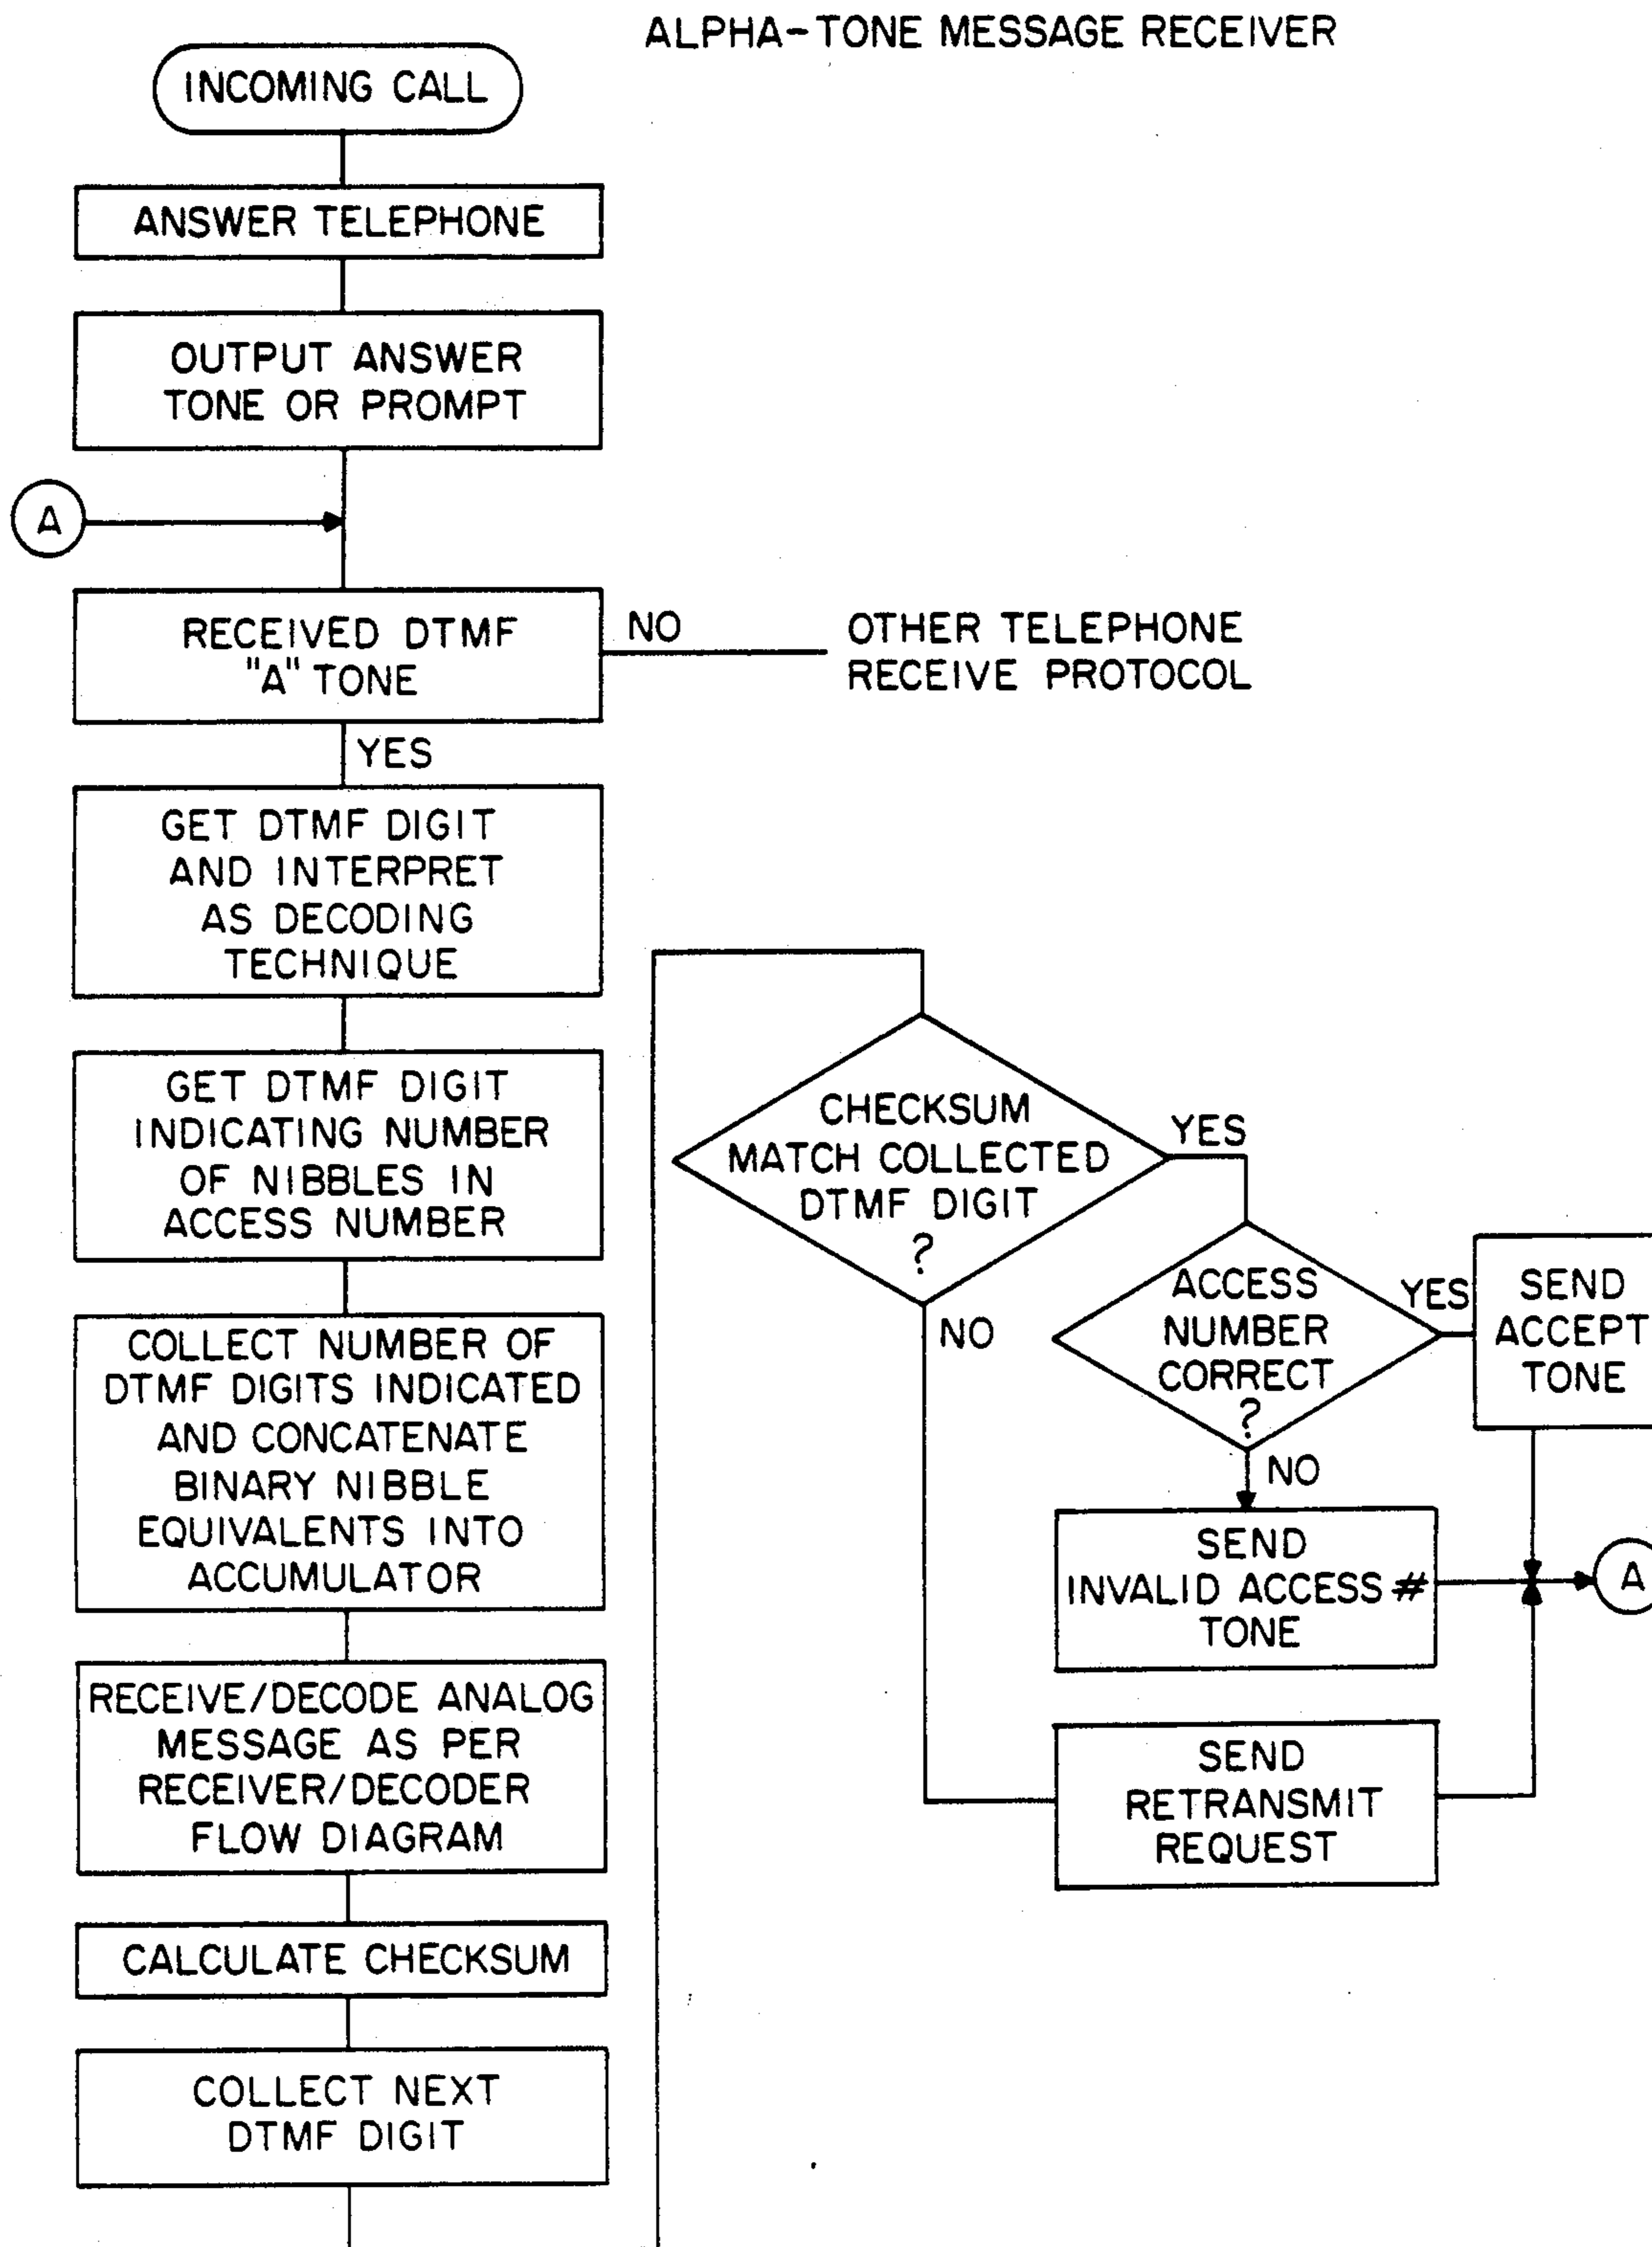 ALPHA-TONE MESSAGE RECEIVER
INCOMING CALL
ANSWER TELEPHONE
OUTPUT ANSWER
TONE OR PROMPT
A
RECEIVED DTMF
"A" TONE
NO
OTHER TELEPHONE
RECEIVE PROTOCOL
YES
GET DTMF DIGIT
AND INTERPRET
AS DECODING
TECHNIQUE
GET DTMF DIGIT
INDICATING NUMBER
OF NIBBLES IN
ACCESS NUMBER
COLLECT NUMBER OF
DTMF DIGITS INDICATED
AND CONCATENATE
BINARY NIBBLE
EQUIVALENTS INTO
ACCUMULATOR
RECEIVE/DECODE ANALOG
MESSAGE AS PER
RECEIVER/DECODER
FLOW DIAGRAM
CALCULATE CHECKSUM
COLLECT NEXT
DTMF DIGIT
CHECKSUM
MATCH COLLECTED
DTMF DIGIT
?
YES
NO
ACCESS
NUMBER
CORRECT
?
YES
NO
SEND
ACCEPT
TONE
SEND
INVALID ACCESS #
TONE
A
SEND
RETRANSMIT
REQUEST